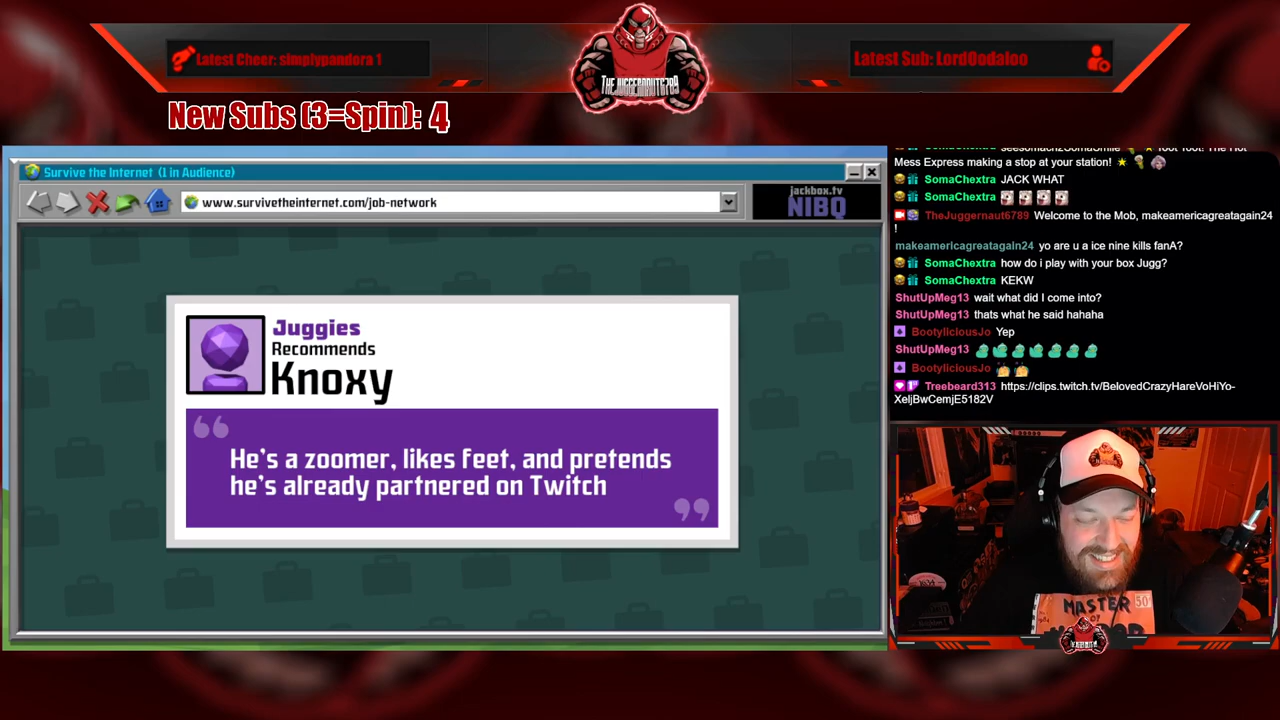 Latest Cheer: simplypandora 1
THEJUGGERNAUT6789
Latest Sub: LordOodaloo
New Subs (3=Spin): 4
Survive the Internet (1 in Audience)
www.survivetheinternet.com/job-network
jackbox.tv
NIBQ
Juggies
Recommends
Knoxy
He's a zoomer, likes feet, and pretends
he's already partnered on Twitch
Mess Express making a stop at your station!
SomaChextra JACK WHAT
SomaChextra
TheJuggernaut6789 Welcome to the Mob, makeamericagreatagain24
!
makeamericagreatagain24 yo are u a ice nine kills fanA?
SomaChextra how do i play with your box Jugg?
SomaChextra KEKW
ShutUpMeg13 wait what did I come into?
ShutUpMeg13 thats what he said hahaha
BootyliciousJo Yep
ShutUpMeg13
BootyliciousJo
Treebeard313 https://clips.twitch.tv/BelovedCrazyHareVoHiYo-
XeljBwCemjE5182V
MASTER
OF